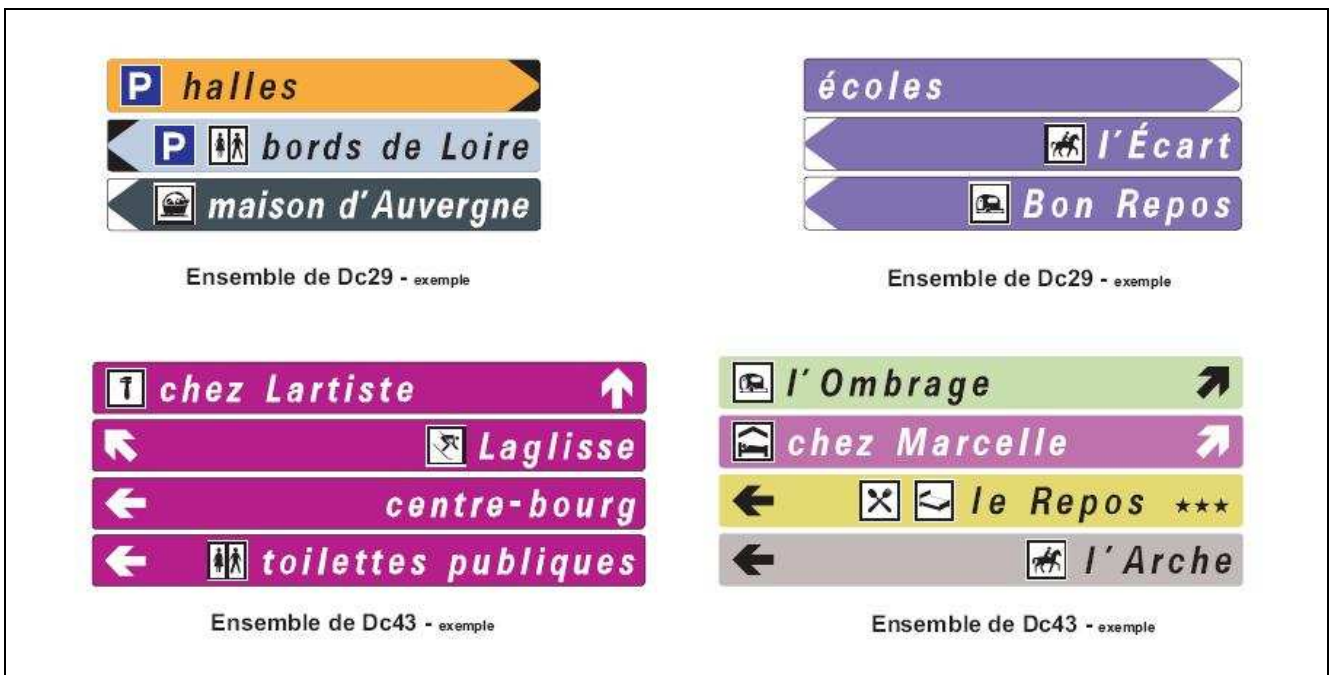 P halles
P bords de Loire
maison d'Auvergne
Ensemble de Dc29 - exemple
écoles
l'Écart
Bon Repos
Ensemble de Dc29 - exemple
chez Lartiste
Laglisse
centre-bourg
toilettes publiques
Ensemble de Dc43 - exemple
l'Ombrage
chez Marcelle
le Repos ★★★
l'Arche
Ensemble de Dc43 - exemple